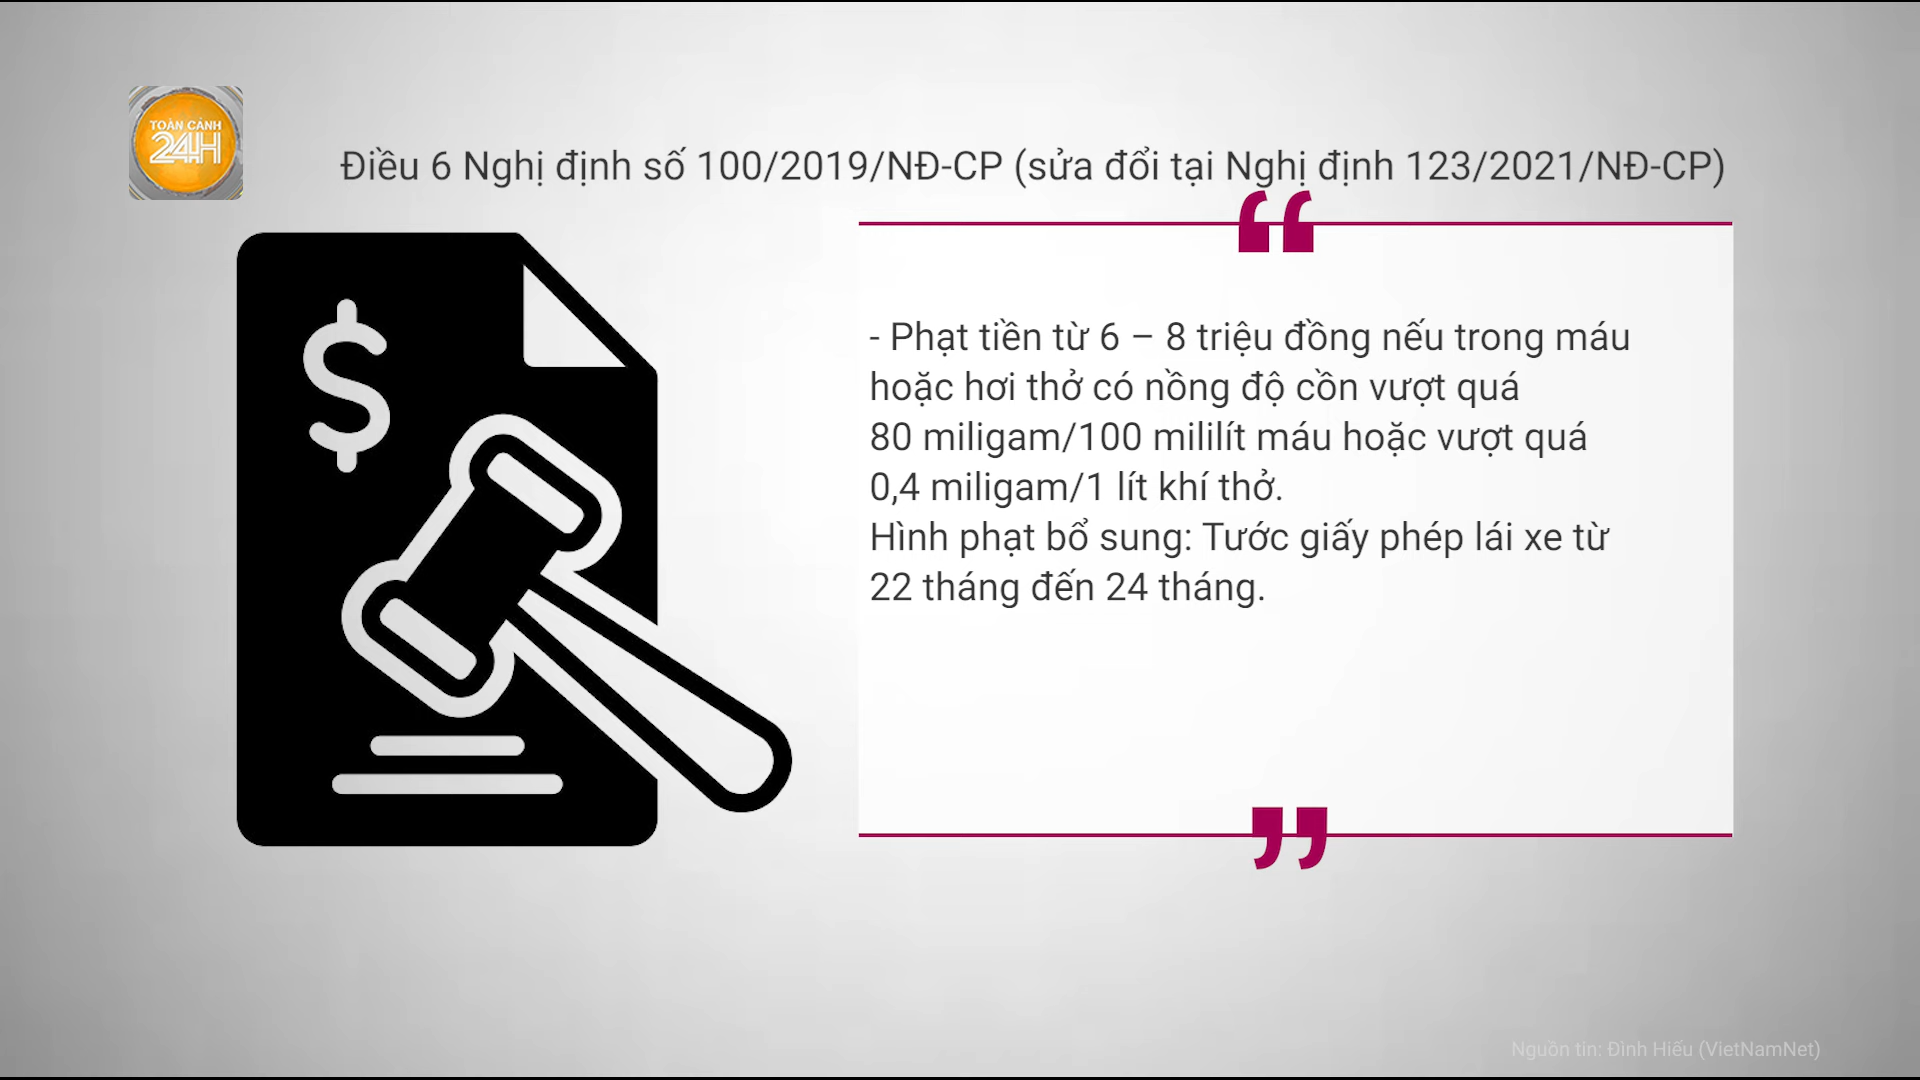 TOÀN CẢNH
24H
Điều 6 Nghị định số 100/2019/NĐ-CP (sửa đổi tại Nghị định 123/2021/NĐ-CP)
- Phạt tiền từ 6 – 8 triệu đồng nếu trong máu
hoặc hơi thở có nồng độ cồn vượt quá
80 miligam/100 mililít máu hoặc vượt quá
0,4 miligam/1 lít khí thở.
Hình phạt bổ sung: Tước giấy phép lái xe từ
22 tháng đến 24 tháng.
Nguồn tin: Đình Hiếu (VietNamNet)